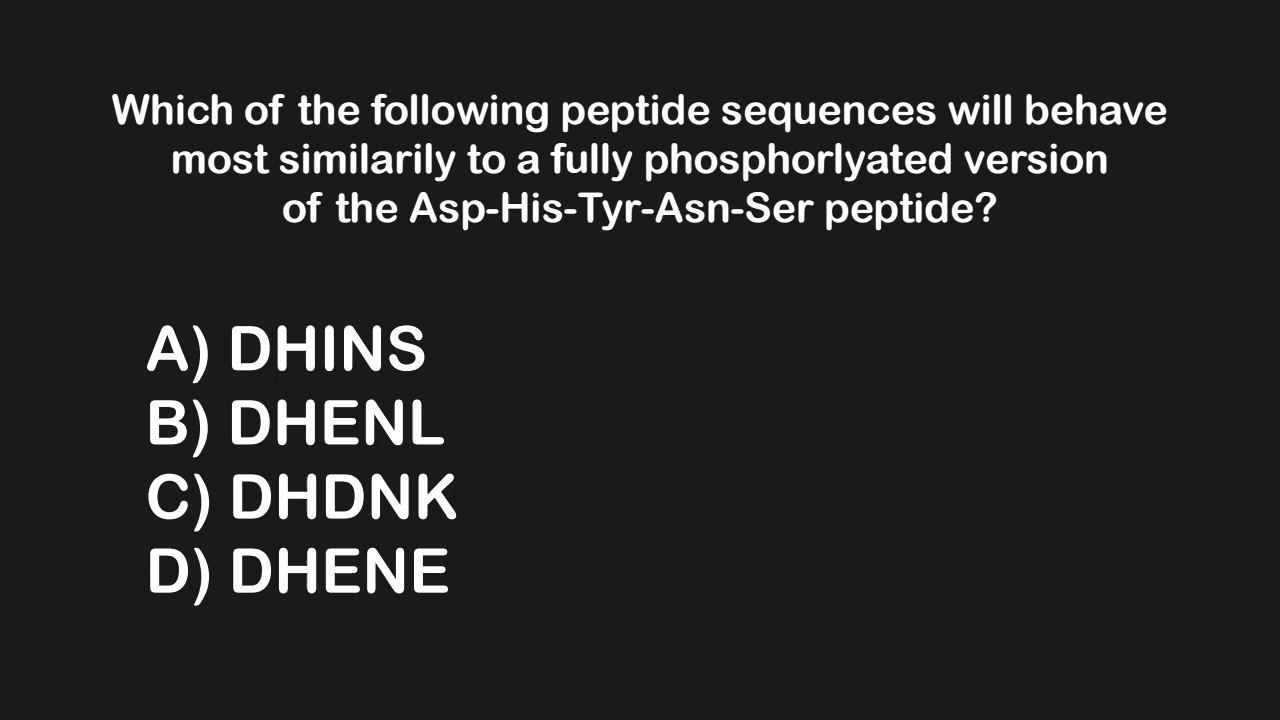 Which of the following peptide sequences will behave
most similarily to a fully phosphorlyated version
of the Asp-His-Tyr-Asn-Ser peptide?
A) DHINS
B) DHENL
C) DHDNK
D) DHENE